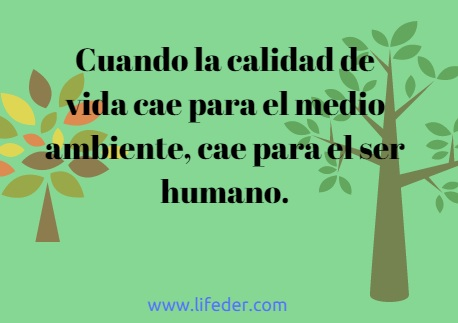 Cuando la calidad de
vida cae para el medio
ambiente, cae para el ser
humano.
www.lifeder.com